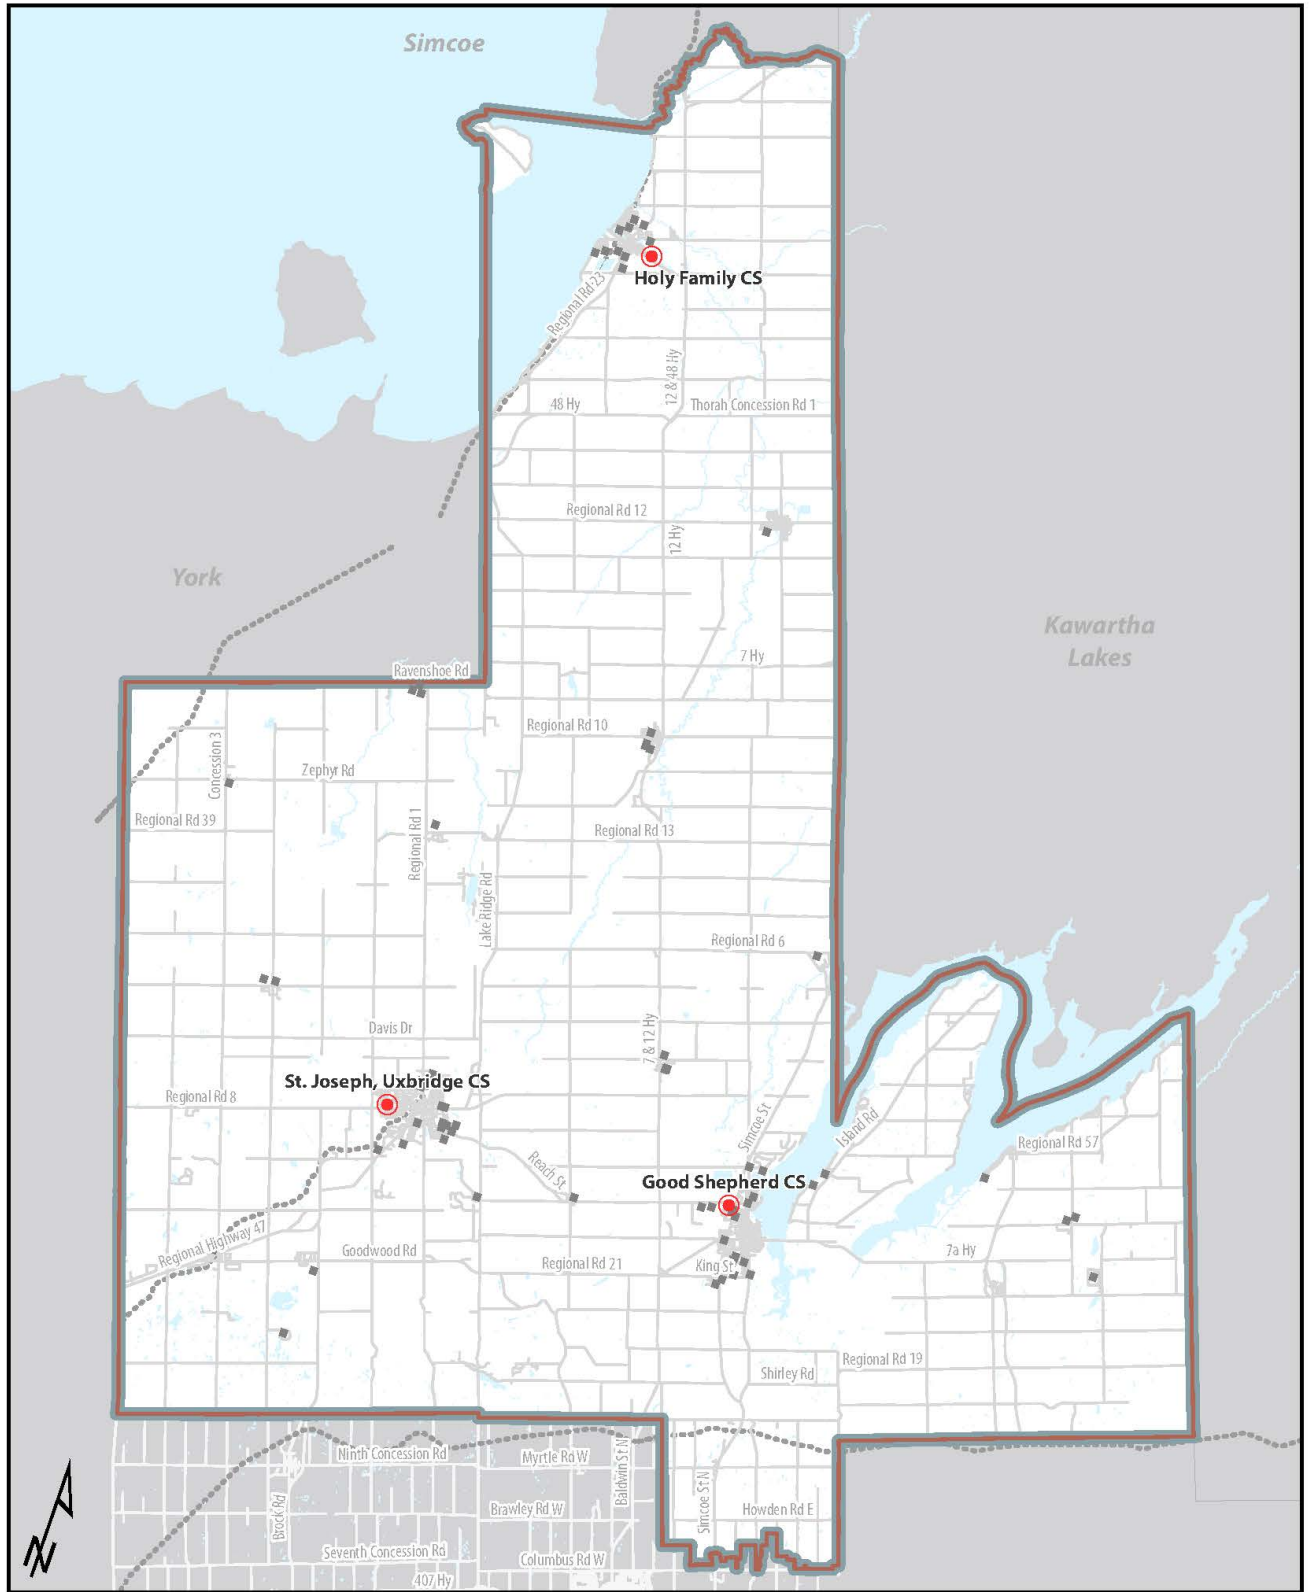 Simcoe
Holy Family CS
Regional Rd 23
12 & 48 Hy
48 Hy
Thorah Concession Rd 1
Regional Rd 12
12 Hy
York
Kawartha
Lakes
7 Hy
Ravenshoe Rd
Regional Rd 10
Concession 3
Zephyr Rd
Regional Rd 39
Regional Rd 1
Regional Rd 13
Lake Ridge Rd
Regional Rd 6
Davis Dr
7 & 12 Hy
St. Joseph, Uxbridge CS
Regional Rd 8
Simcoe St
Island Rd
Regional Rd 57
Reach St
Good Shepherd CS
Regional Highway 47
Goodwood Rd
Regional Rd 21
King St
7a Hy
Regional Rd 19
Shirley Rd
Ninth Concession Rd
Myrtle Rd W
Baldwin St N
Simcoe St N
Brock Rd
Brawley Rd W
Howden Rd E
Seventh Concession Rd
Columbus Rd W
407 Hy
N